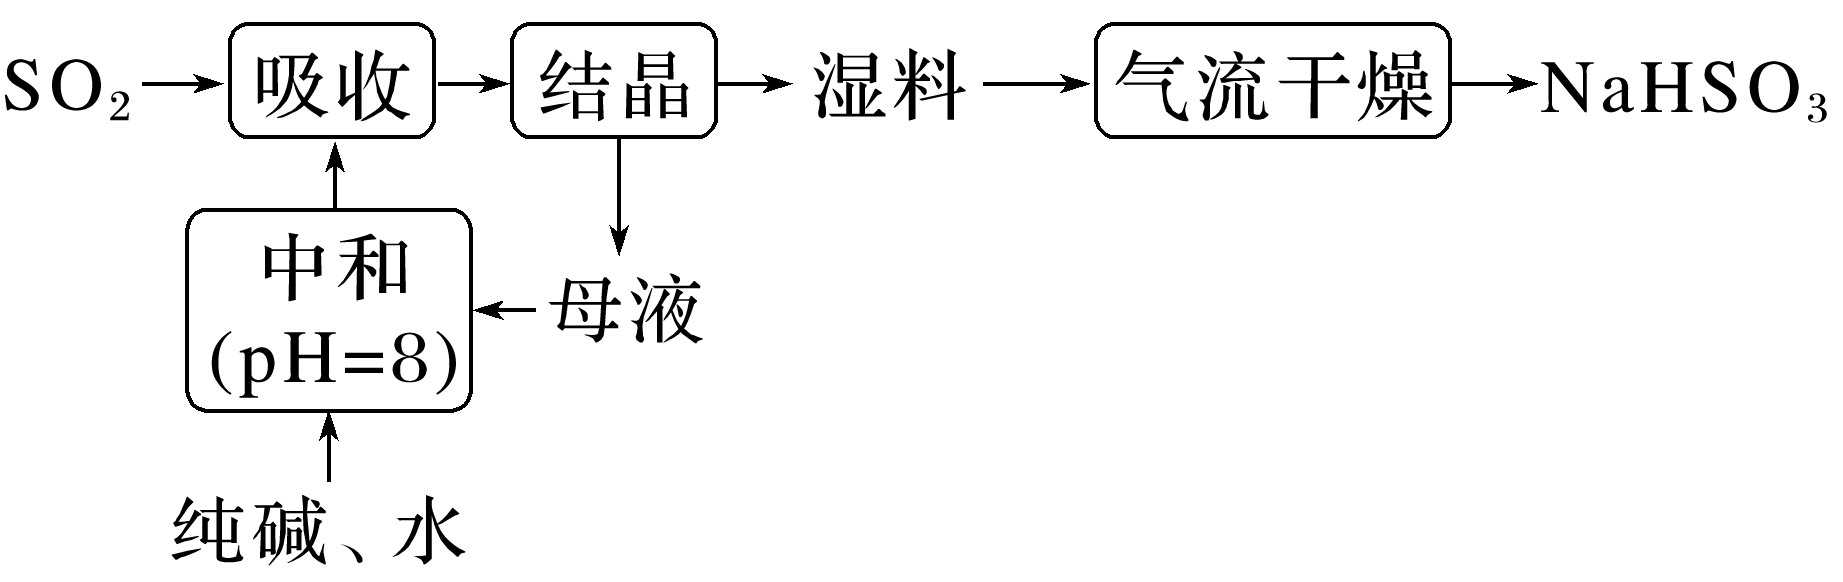 SO₂ 吸收 结晶 湿料 气流干燥 NaHSO₃
中和
(pH=8)
母液
纯碱、水